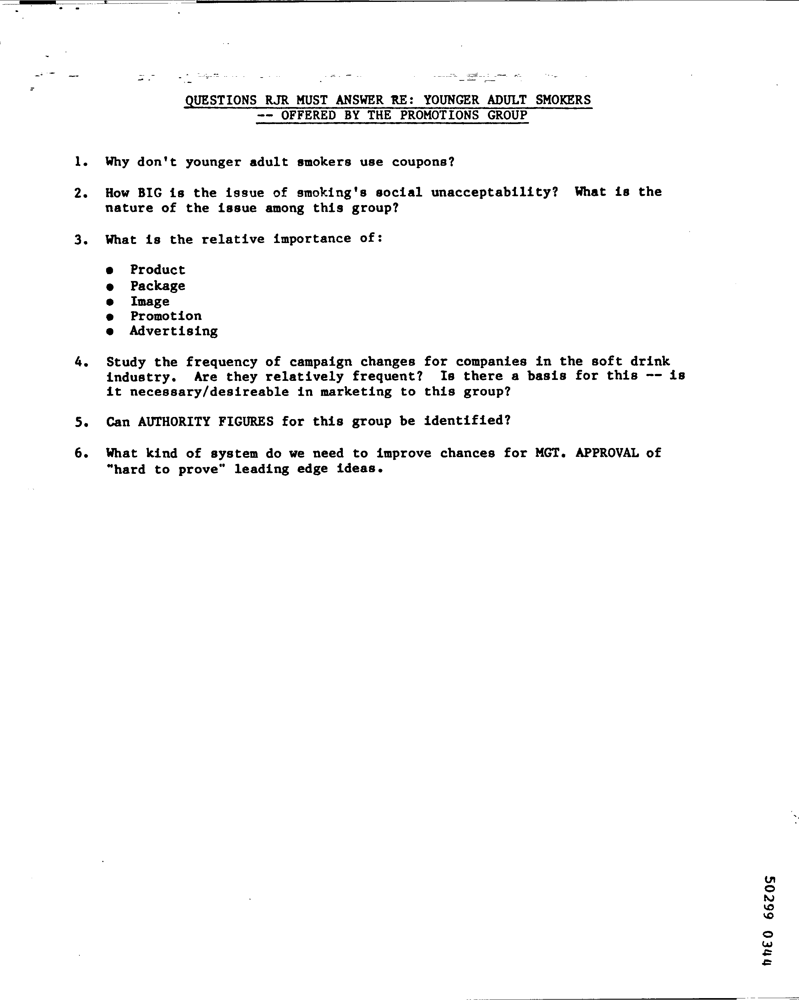 QUESTIONS RJR MUST ANSWER RE: YOUNGER ADULT SMOKERS
-- OFFERED BY THE PROMOTIONS GROUP
1. Why don't younger adult smokers use coupons?
2. How BIG is the issue of smoking's social unacceptability? What is the
nature of the issue among this group?
3. What is the relative importance of:
● Product
● Package
● Image
● Promotion
● Advertising
4. Study the frequency of campaign changes for companies in the soft drink
industry. Are they relatively frequent? Is there a basis for this -- is
it necessary/desireable in marketing to this group?
5. Can AUTHORITY FIGURES for this group be identified?
6. What kind of system do we need to improve chances for MGT. APPROVAL of
"hard to prove" leading edge ideas.
50299 0344